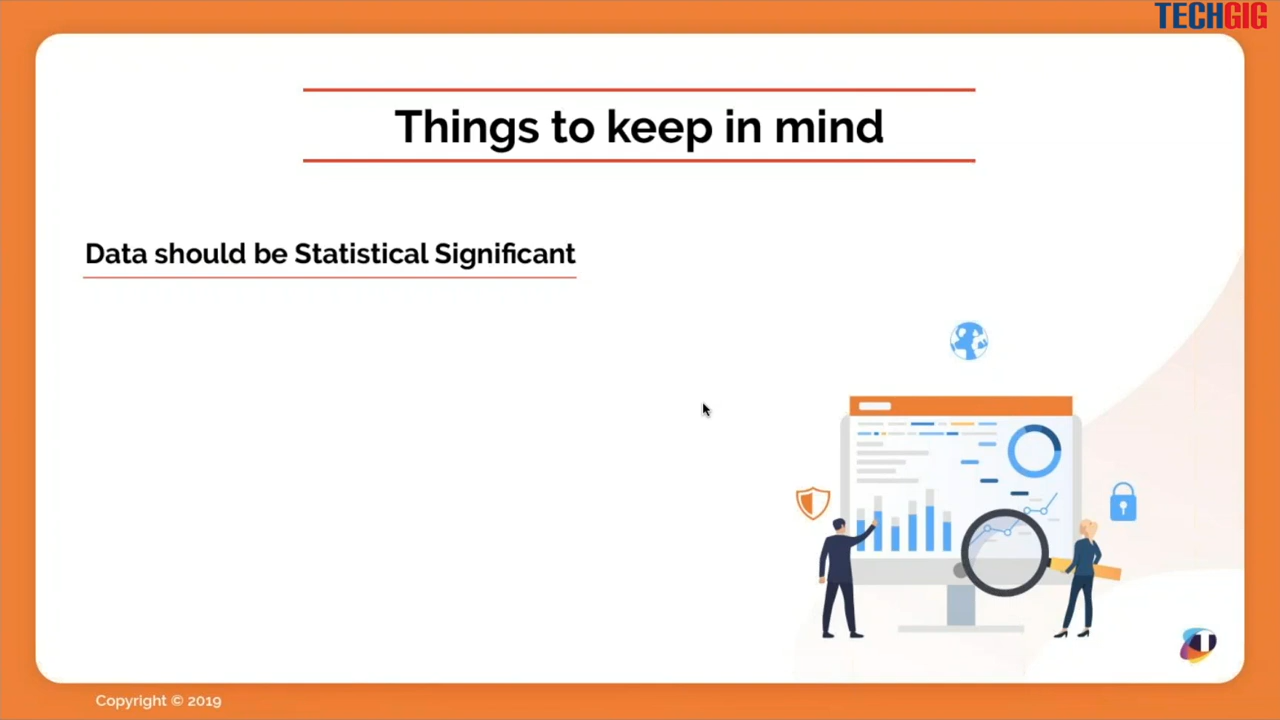 TECHGIG
Things to keep in mind
Data should be Statistical Significant
Copyright © 2019